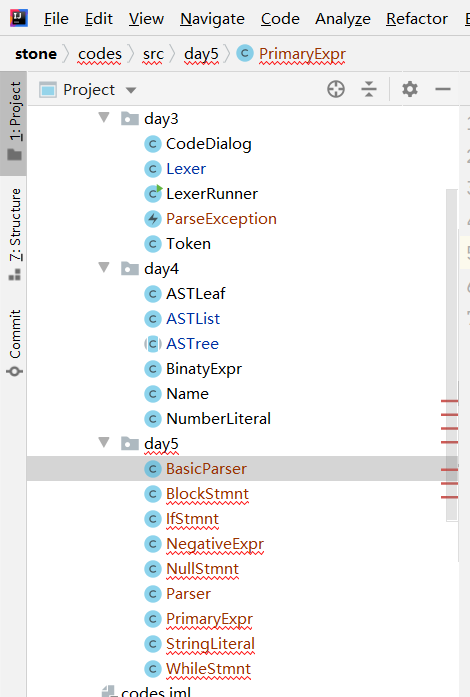 File Edit View Navigate Code Analyze Refactor
stone codes src day5 PrimaryExpr
1: Project
7: Structure
Commit
Project
day3
CodeDialog
Lexer
LexerRunner
ParseException
Token
day4
ASTLeaf
ASTList
ASTree
BinatyExpr
Name
NumberLiteral
day5
BasicParser
BlockStmnt
IfStmnt
NegativeExpr
NullStmnt
Parser
PrimaryExpr
StringLiteral
WhileStmnt
codes.iml